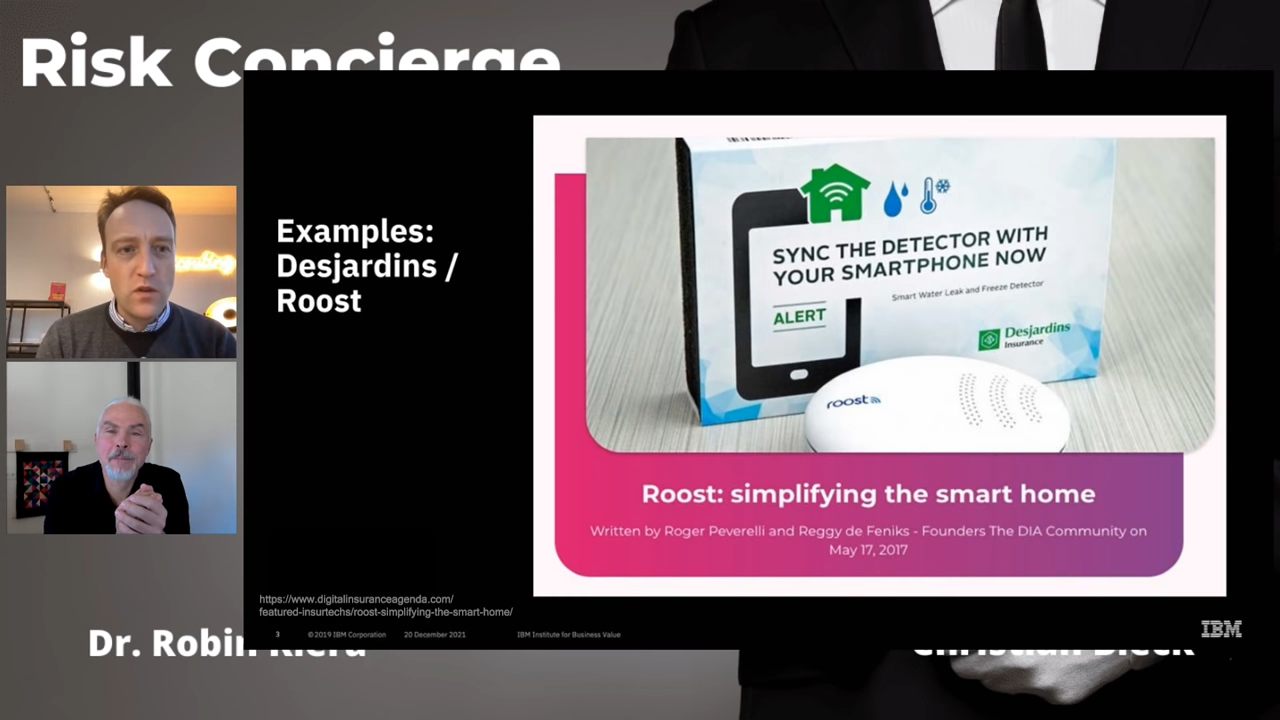 Risk Concierge
Examples:
Desjardins /
Roost
SYNC THE DETECTOR WITH
YOUR SMARTPHONE NOW
Smart Water Leak and Freeze Detector
ALERT
Desjardins
Insurance
roost
Roost: simplifying the smart home
Written by Roger Peverelli and Reggy de Feniks - Founders The DIA Community on
May 17, 2017
https://www.digitalinsuranceagenda.com/
featured-insurtechs/roost-simplifying-the-smart-home/
3 ©2019 IBM Corporation 20 December 2021 IBM Institute for Business Value
IBM
Dr. Robin Kiera
Christian Bieck